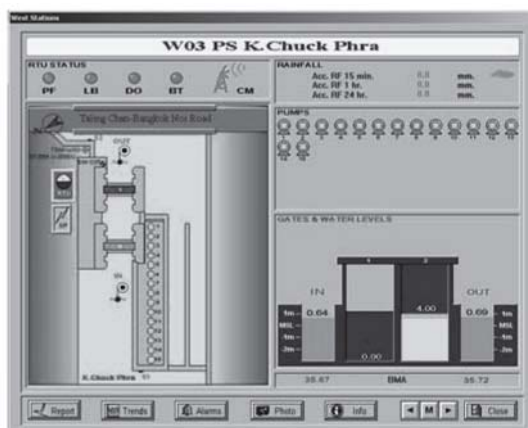 West Stations
W03 PS K.Chuck Phra
RTU STATUS
PF LB DO BT CM
RAINFALL
Acc. RF 15 min. 0.0 mm.
Acc. RF 1 hr. 0.0 mm.
Acc. RF 24 hr. 0.0 mm.
Taling Chan-Bangkok Noi Road
OUT
IN
K.Chuck Phra
PUMPS
GATES & WATER LEVELS
1 2
IN OUT
4.00
0.64 0.69
1m 1m
MSL MSL
-1m -1m
-2m -2m
0.00
35.67 BMA 35.72
Report Trends Alarms Photo Info M Close